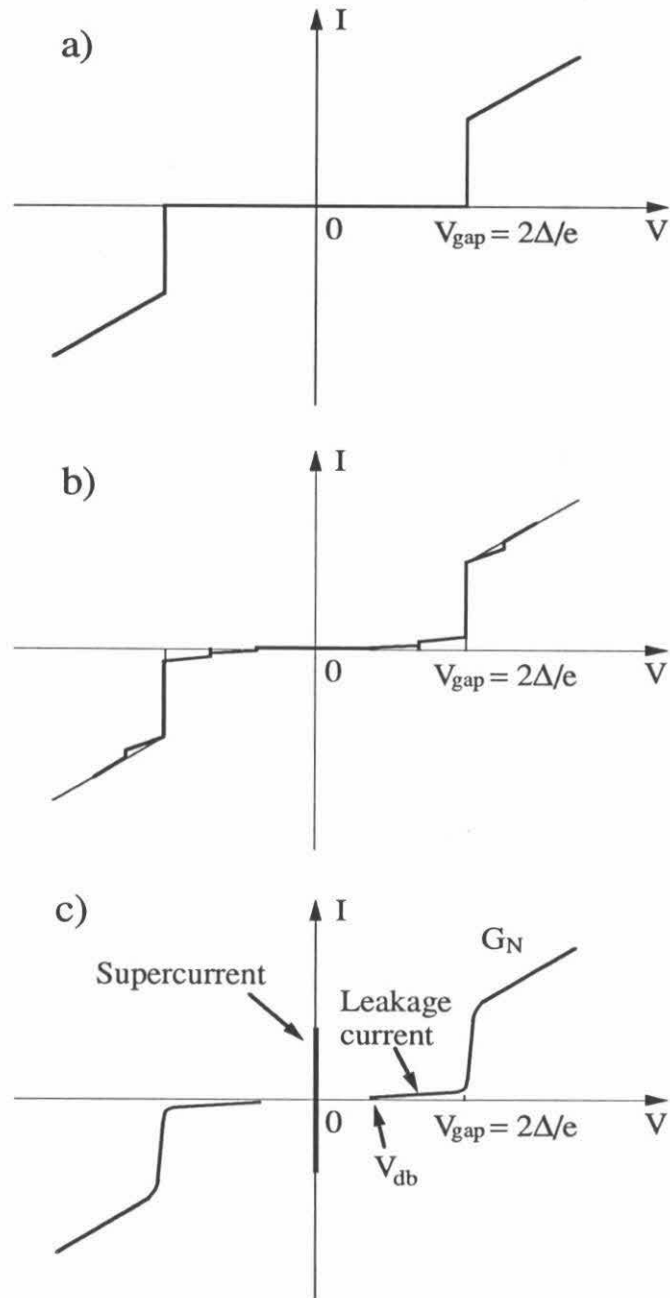 a)
I
0
V_gap = 2Δ/e
V
b)
I
0
V_gap = 2Δ/e
V
c)
I
G_N
Supercurrent
Leakage
current
0
V_gap = 2Δ/e
V
V_db